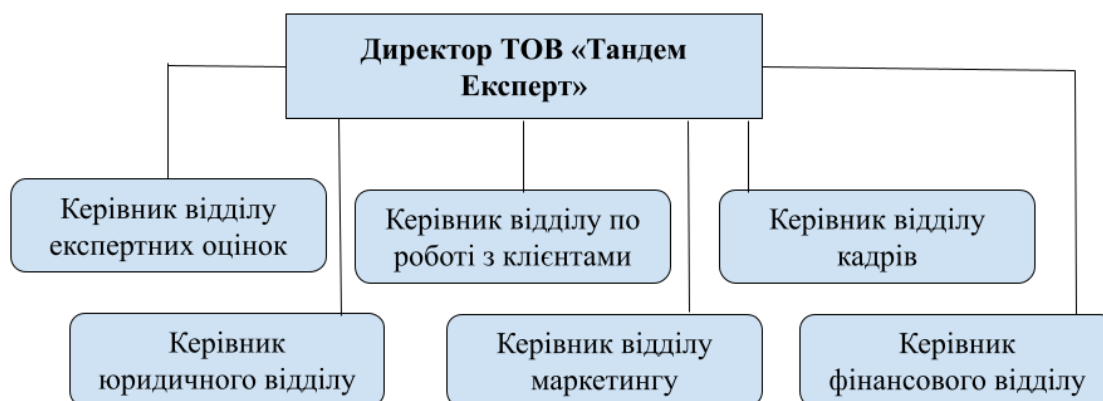 Директор ТОВ «Тандем
Експерт»
Керівник відділу
експертних оцінок
Керівник відділу по
роботі з клієнтами
Керівник відділу
кадрів
Керівник
юридичного відділу
Керівник відділу
маркетингу
Керівник
фінансового відділу